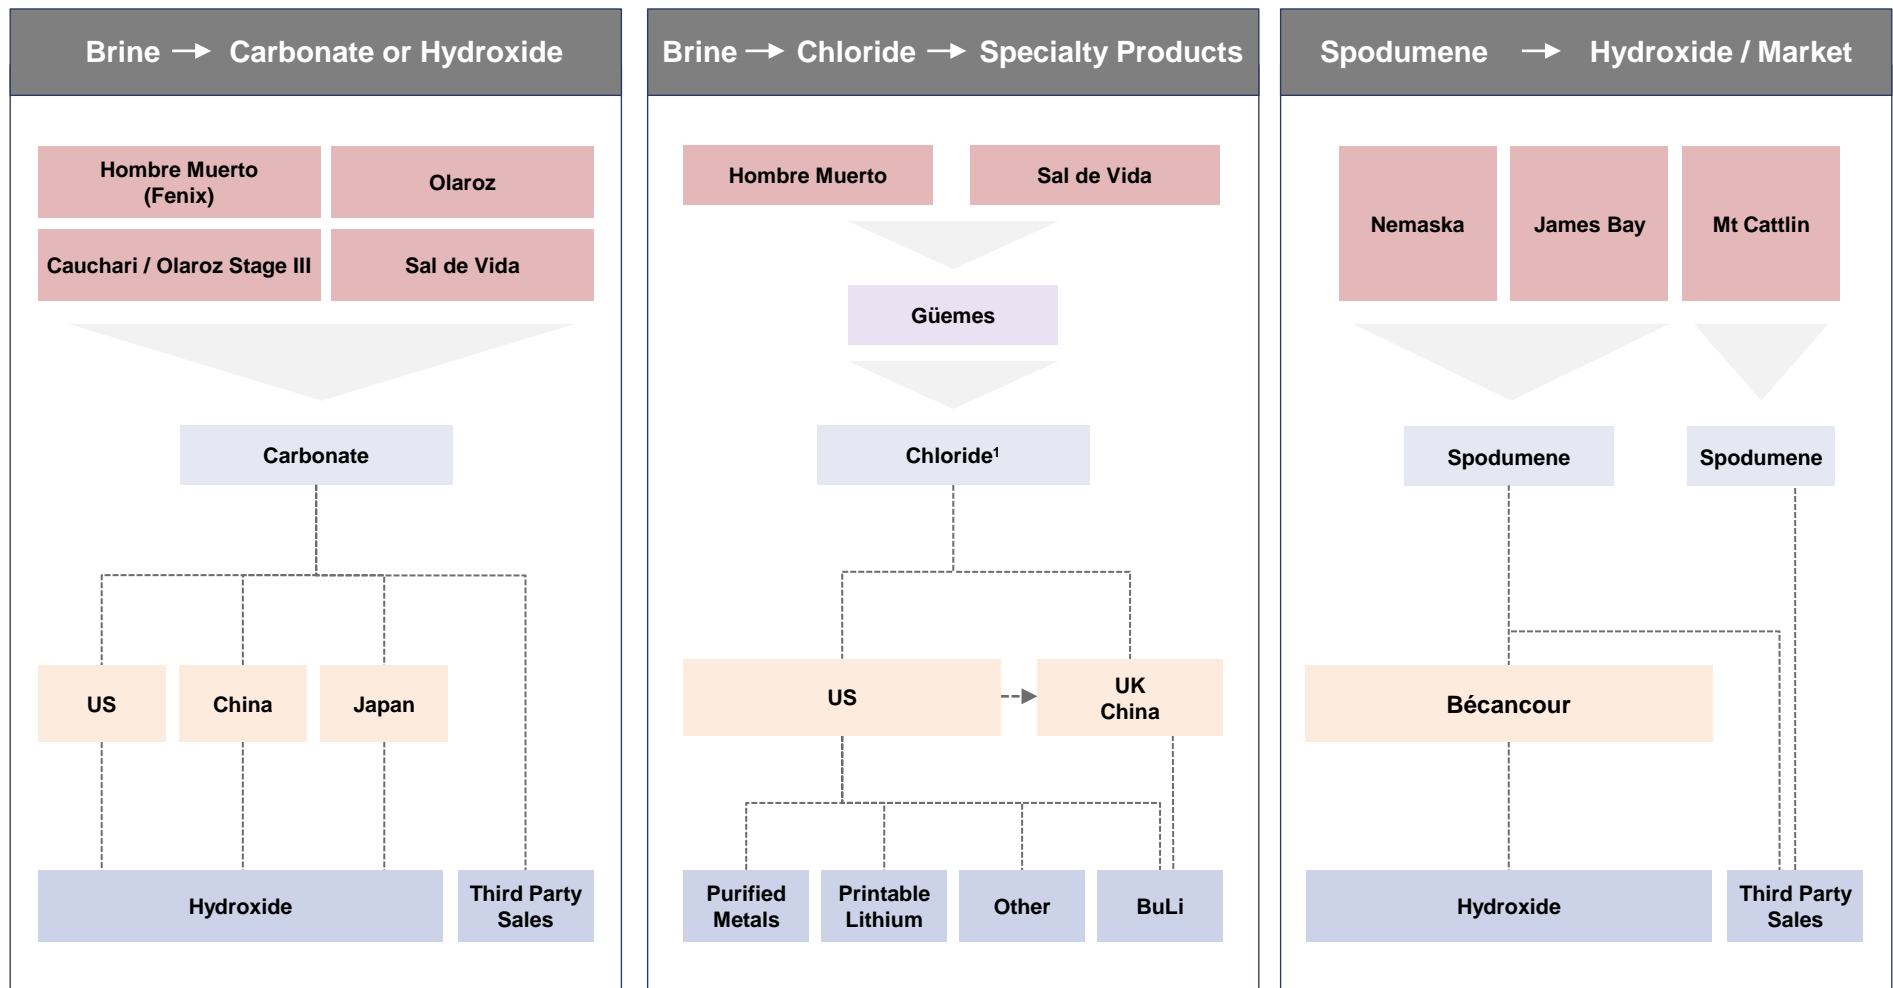 Brine → Carbonate or Hydroxide
Hombre Muerto
(Fenix)
Olaroz
Cauchari / Olaroz Stage III
Sal de Vida
Carbonate
US
China
Japan
Hydroxide
Third Party
Sales
Brine → Chloride → Specialty Products
Hombre Muerto
Sal de Vida
Güemes
Chloride¹
US
UK
China
Purified
Metals
Printable
Lithium
Other
BuLi
Spodumene → Hydroxide / Market
Nemaska
James Bay
Mt Cattlin
Spodumene
Spodumene
Bécancour
Hydroxide
Third Party
Sales